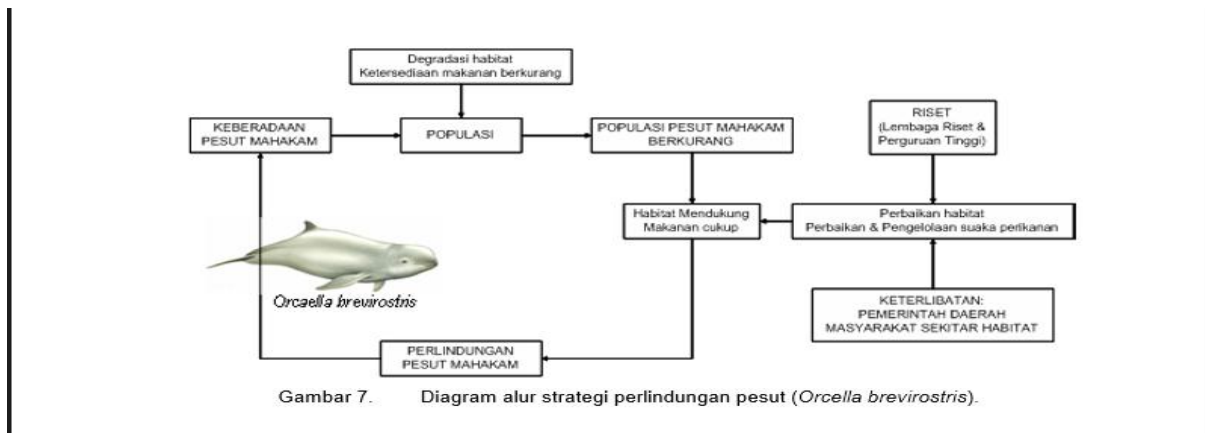 Degradasi habitat
Ketersediaan makanan berkurang
KEBERADAAN
PESUT MAHAKAM
POPULASI
POPULASI PESUT MAHAKAM
BERKURANG
RISET
(Lembaga Riset &
Perguruan Tinggi)
Habitat Mendukung
Makanan cukup
Perbaikan habitat
Perbaikan & Pengelolaan suaka perikanan
Orcaella brevirostris
KETERLIBATAN:
PEMERINTAH DAERAH
MASYARAKAT SEKITAR HABITAT
PERLINDUNGAN
PESUT MAHAKAM
Gambar 7. Diagram alur strategi perlindungan pesut (Orcella brevirostris).